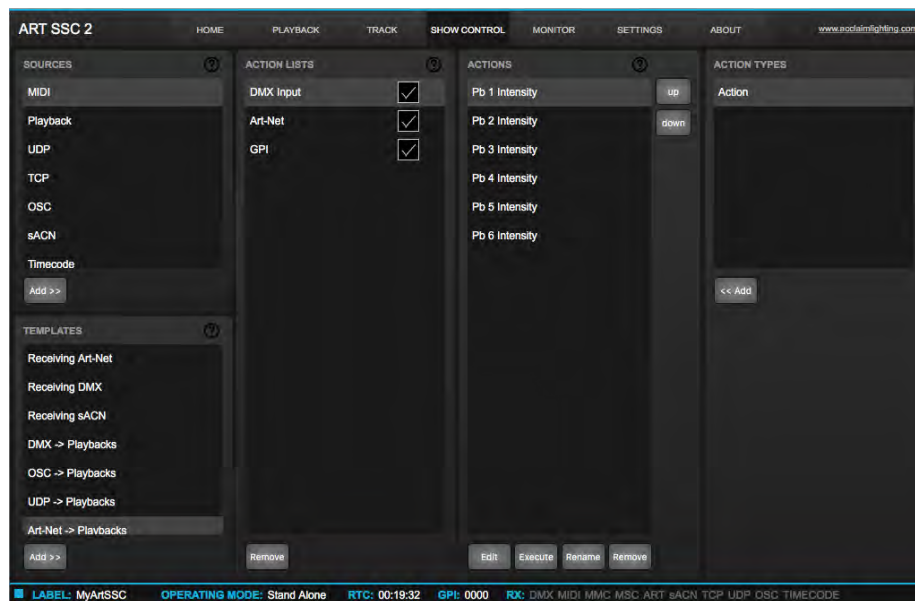 ART SSC 2
HOME
PLAYBACK
TRACK
SHOW CONTROL
MONITOR
SETTINGS
ABOUT
www.acclaimlighting.com
SOURCES
?
MIDI
Playback
UDP
TCP
OSC
sACN
Timecode
Add >>
TEMPLATES
?
Receiving Art-Net
Receiving DMX
Receiving sACN
DMX -> Playbacks
OSC -> Playbacks
UDP -> Playbacks
Art-Net -> Playbacks
Add >>
ACTION LISTS
?
DMX Input
Art-Net
GPI
Remove
ACTIONS
?
Pb 1 Intensity
Pb 2 Intensity
Pb 3 Intensity
Pb 4 Intensity
Pb 5 Intensity
Pb 6 Intensity
up
down
Edit
Execute
Rename
Remove
ACTION TYPES
Action
<< Add
LABEL: MyArtSSC OPERATING MODE: Stand Alone RTC: 00:19:32 GPI: 0000 RX: DMX MIDI MMC MSC ART sACN TCP UDP OSC TIMECODE